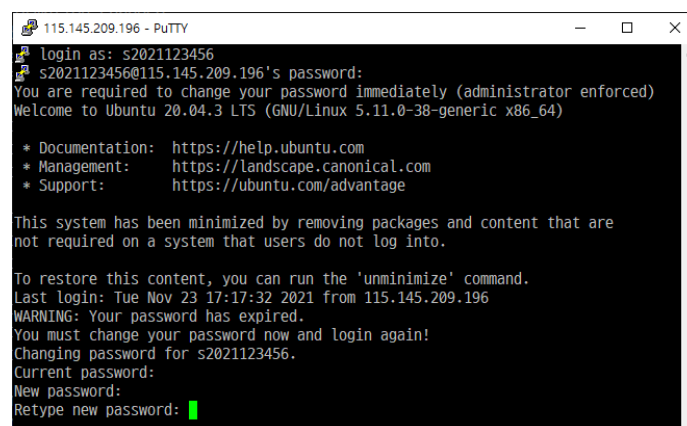 115.145.209.196 - PuTTY
login as: s2021123456
s2021123456@115.145.209.196's password:
You are required to change your password immediately (administrator enforced)
Welcome to Ubuntu 20.04.3 LTS (GNU/Linux 5.11.0-38-generic x86_64)
* Documentation: https://help.ubuntu.com
* Management: https://landscape.canonical.com
* Support: https://ubuntu.com/advantage
This system has been minimized by removing packages and content that are
not required on a system that users do not log into.
To restore this content, you can run the 'unminimize' command.
Last login: Tue Nov 23 17:17:32 2021 from 115.145.209.196
WARNING: Your password has expired.
You must change your password now and login again!
Changing password for s2021123456.
Current password:
New password:
Retype new password: